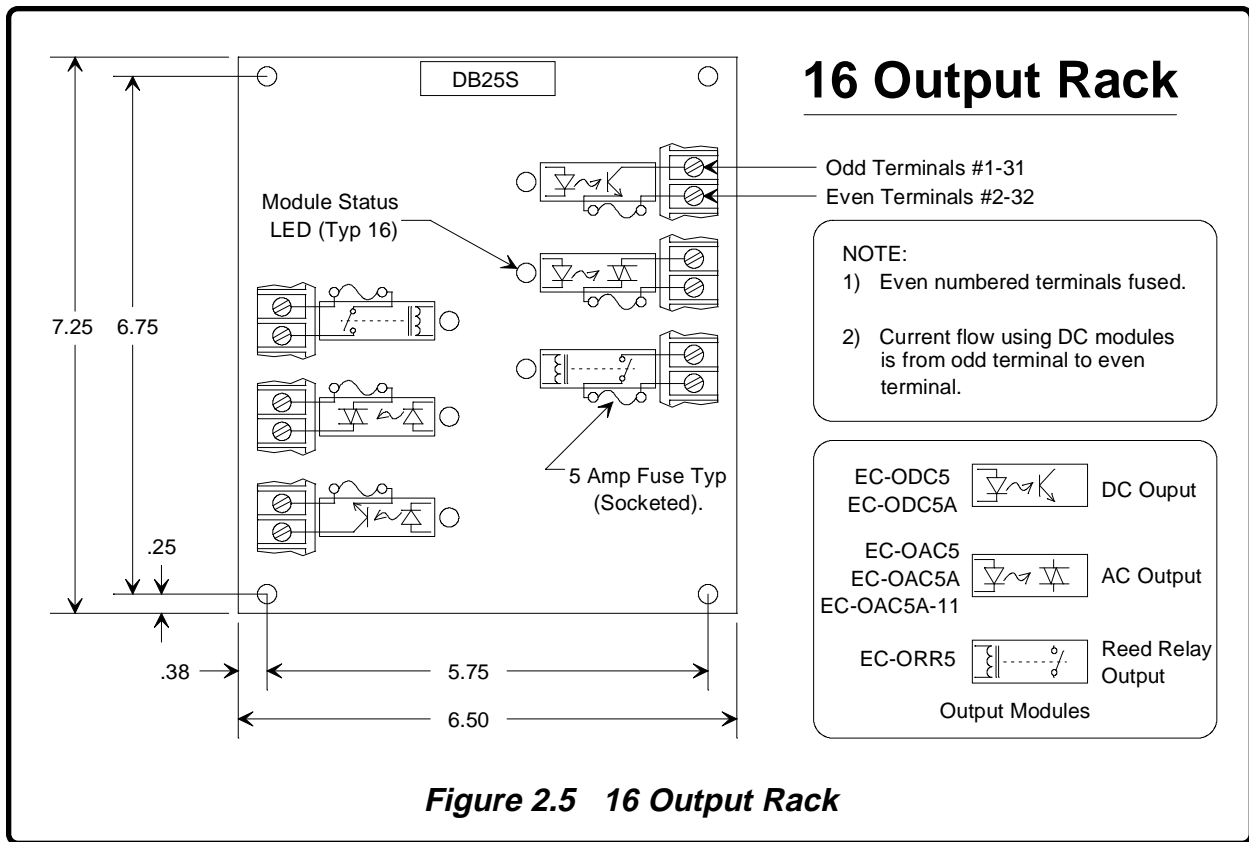 16 Output Rack
DB25S
Odd Terminals #1-31
Even Terminals #2-32
Module Status
LED (Typ 16)
7.25
6.75
NOTE:
1) Even numbered terminals fused.
2) Current flow using DC modules
is from odd terminal to even
terminal.
5 Amp Fuse Typ
(Socketed).
.25
.38
5.75
6.50
EC-ODC5
EC-ODC5A
DC Ouput
EC-OAC5
EC-OAC5A
EC-OAC5A-11
AC Output
EC-ORR5
Reed Relay
Output
Output Modules
Figure 2.5 16 Output Rack